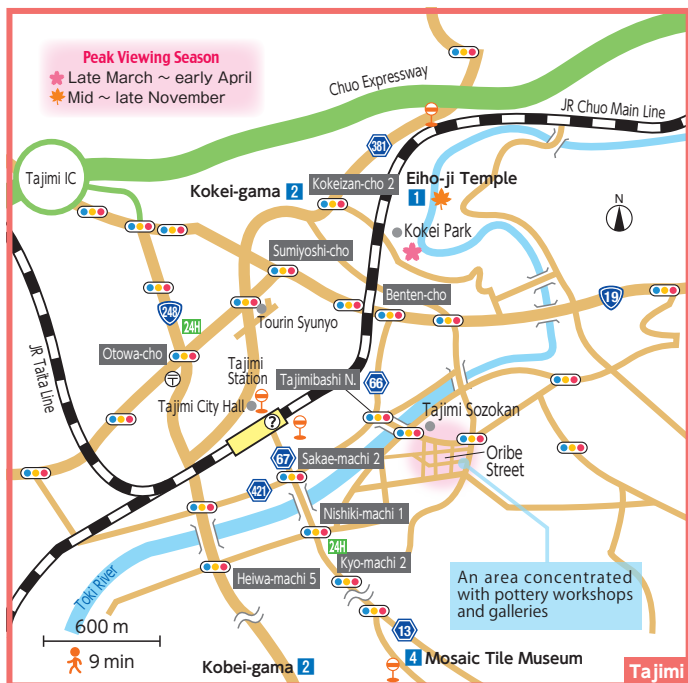 Peak Viewing Season
Late March ~ early April
Mid ~ late November
Chuo Expressway
JR Chuo Main Line
Tajimi IC
381
Kokei-gama 2
Kokeizan-cho 2
Eiho-ji Temple
1
N
Kokei Park
Sumiyoshi-cho
Benten-cho
19
248
24H
Tourin Syunyo
Otowa-cho
JR Taita Line
〒
Tajimi
Station
Tajimibashi N.
66
Tajimi City Hall
Tajimi Sozokan
?
67
Sakae-machi 2
Oribe
Street
421
Nishiki-machi 1
24H
Kyo-machi 2
Toki River
Heiwa-machi 5
An area concentrated
with pottery workshops
and galleries
600 m
9 min
13
Kobei-gama 2
4 Mosaic Tile Museum
Tajimi